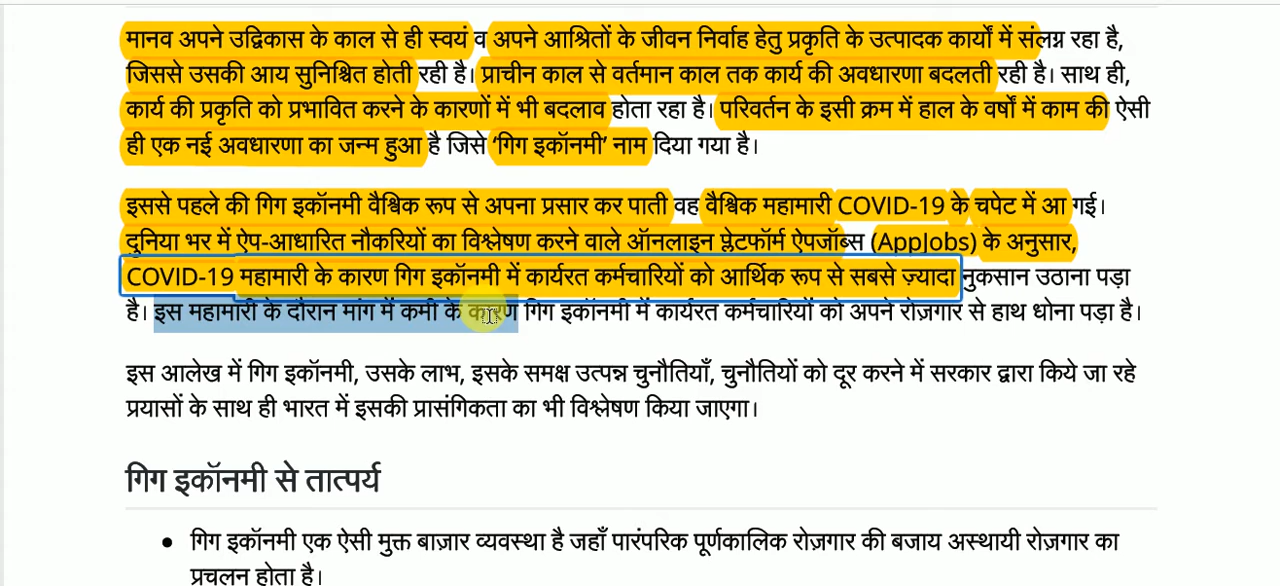 मानव अपने उद्विकास के काल से ही स्वयं व अपने आश्रितों के जीवन निर्वाह हेतु प्रकृति के उत्पादक कार्यों में संलग्न रहा है,
जिससे उसकी आय सुनिश्चित होती रही है। प्राचीन काल से वर्तमान काल तक कार्य की अवधारणा बदलती रही है। साथ ही,
कार्य की प्रकृति को प्रभावित करने के कारणों में भी बदलाव होता रहा है। परिवर्तन के इसी क्रम में हाल के वर्षों में काम की ऐसी
ही एक नई अवधारणा का जन्म हुआ है जिसे ‘गिग इकॉनमी’ नाम दिया गया है।
इससे पहले की गिग इकॉनमी वैश्विक रूप से अपना प्रसार कर पाती वह वैश्विक महामारी COVID-19 के चपेट में आ गई।
दुनिया भर में ऐप-आधारित नौकरियों का विश्लेषण करने वाले ऑनलाइन प्लेटफॉर्म ऐपजॉब्स (AppJobs) के अनुसार,
COVID-19 महामारी के कारण गिग इकॉनमी में कार्यरत कर्मचारियों को आर्थिक रूप से सबसे ज़्यादा नुकसान उठाना पड़ा
है। इस महामारी के दौरान मांग में कमी के कारण गिग इकॉनमी में कार्यरत कर्मचारियों को अपने रोज़गार से हाथ धोना पड़ा है।
इस आलेख में गिग इकॉनमी, उसके लाभ, इसके समक्ष उत्पन्न चुनौतियाँ, चुनौतियों को दूर करने में सरकार द्वारा किये जा रहे
प्रयासों के साथ ही भारत में इसकी प्रासंगिकता का भी विश्लेषण किया जाएगा।
गिग इकॉनमी से तात्पर्य
• गिग इकॉनमी एक ऐसी मुक्त बाज़ार व्यवस्था है जहाँ पारंपरिक पूर्णकालिक रोज़गार की बजाय अस्थायी रोज़गार का
प्रचलन होता है।